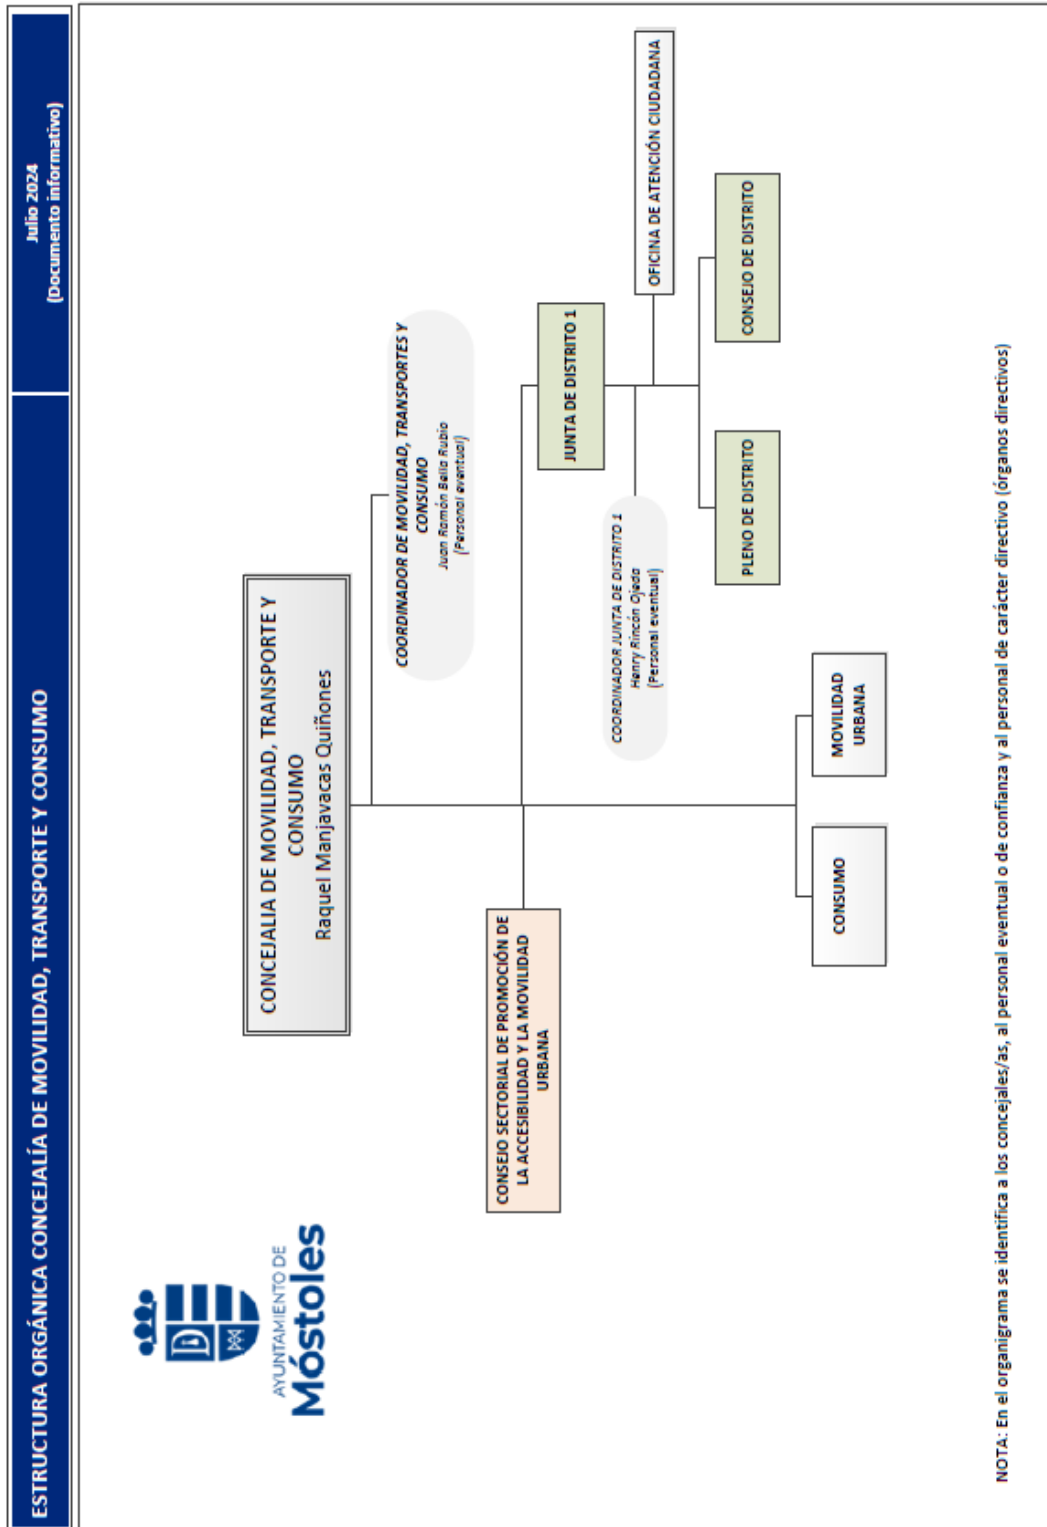 ESTRUCTURA ORGÁNICA CONCEJALÍA DE MOVILIDAD, TRANSPORTE Y CONSUMO
Julio 2024
(Documento informativo)
AYUNTAMIENTO DE
Móstoles
CONCEJALIA DE MOVILIDAD, TRANSPORTE Y
CONSUMO
Raquel Manjavacas Quiñones
COORDINADOR DE MOVILIDAD, TRANSPORTES Y
CONSUMO
Juan Ramón Bella Rubio
(Personal eventual)
CONSEJO SECTORIAL DE PROMOCIÓN DE
LA ACCESIBILIDAD Y LA MOVILIDAD
URBANA
JUNTA DE DISTRITO 1
COORDINADOR JUNTA DE DISTRITO 1
Henry Rincón Ojeda
(Personal eventual)
OFICINA DE ATENCIÓN CIUDADANA
PLENO DE DISTRITO
CONSEJO DE DISTRITO
CONSUMO
MOVILIDAD
URBANA
NOTA: En el organigrama se identifica a los concejales/as, al personal eventual o de confianza y al personal de carácter directivo (órganos directivos)